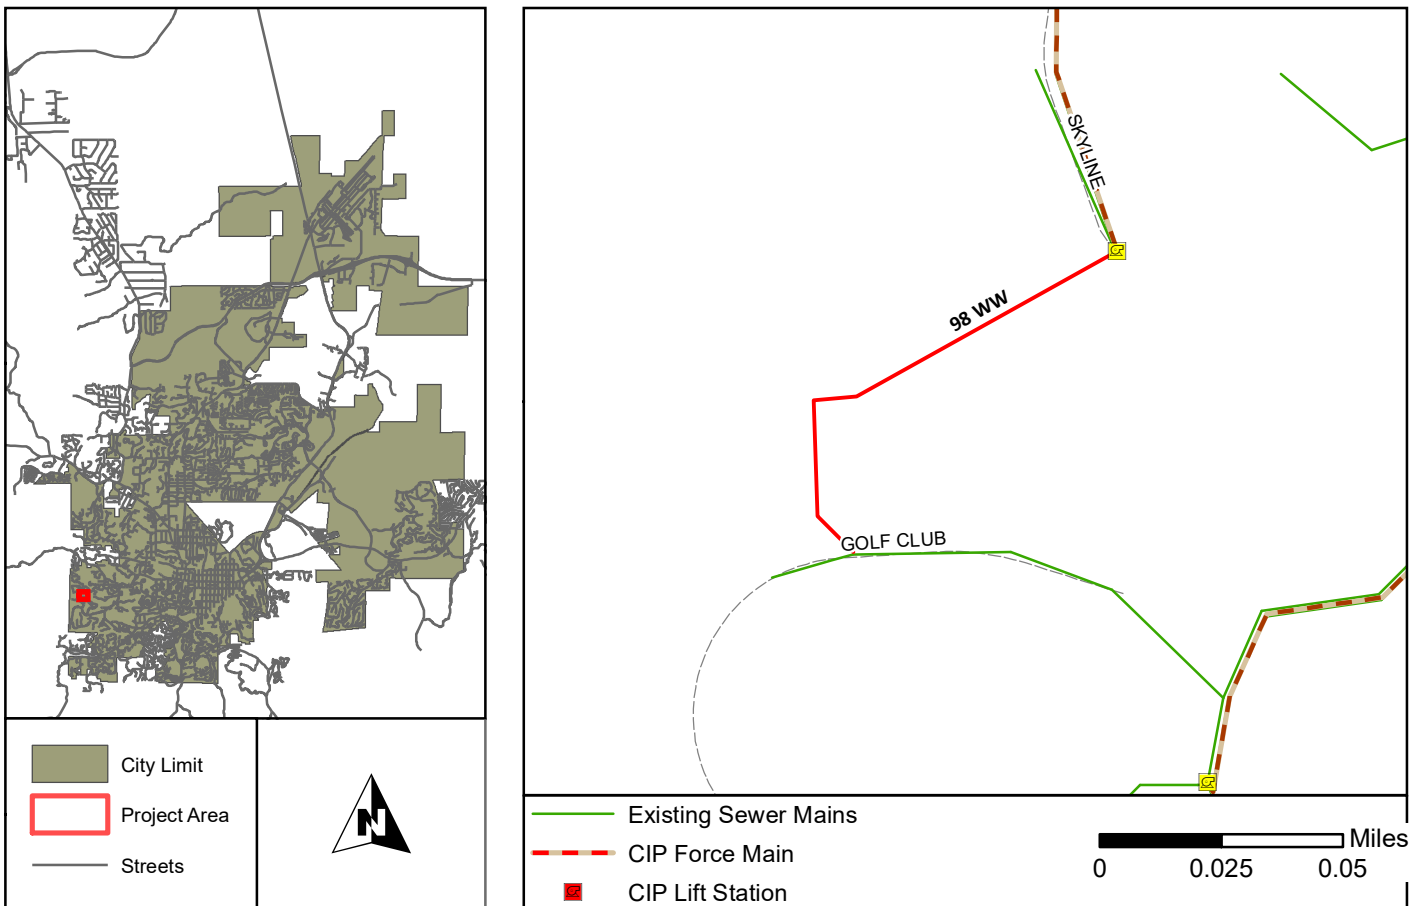 SKYLINE
98 WW
GOLF CLUB
City Limit
Project Area
Streets
N
Existing Sewer Mains
CIP Force Main
CIP Lift Station
Miles
0 0.025 0.05